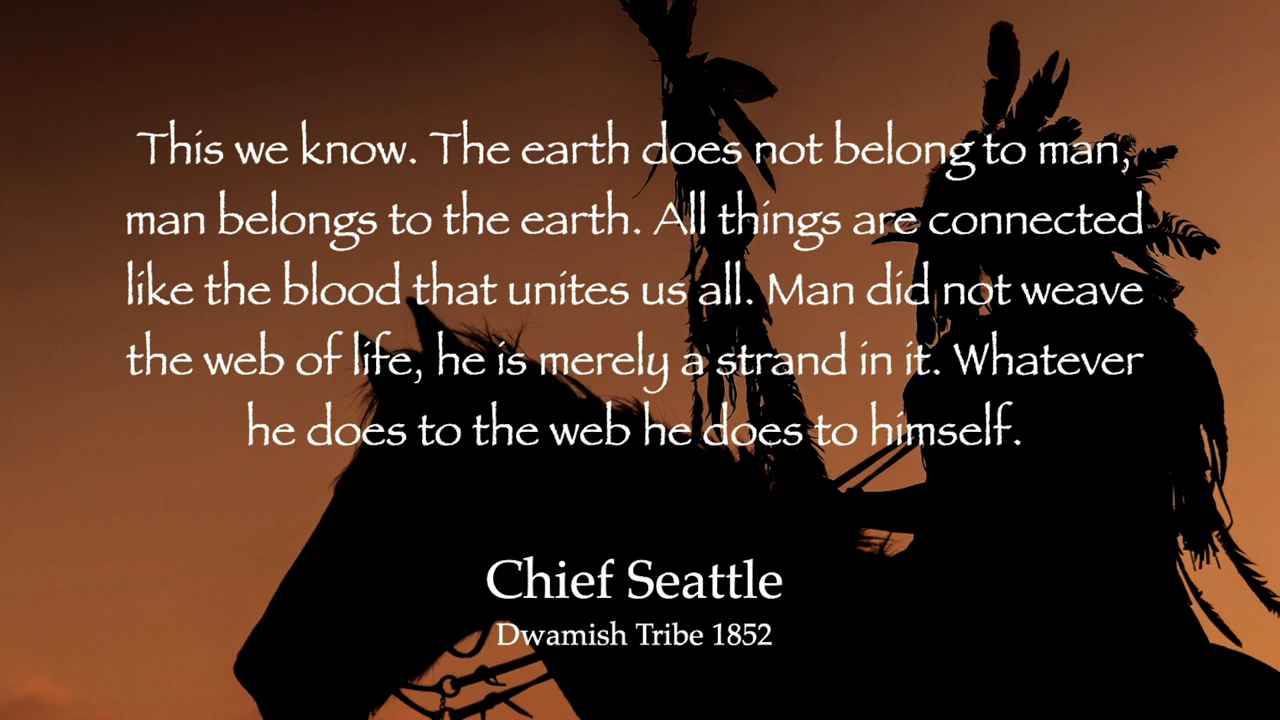 This we know. The earth does not belong to man,
man belongs to the earth. All things are connected
like the blood that unites us all. Man did not weave
the web of life, he is merely a strand in it. Whatever
he does to the web he does to himself.
Chief Seattle
Dwamish Tribe 1852